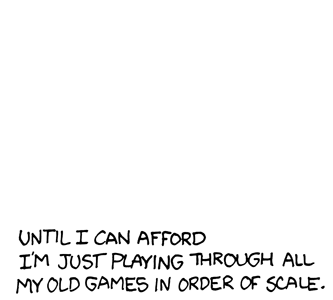 UNTIL I CAN AFFORD
I'M JUST PLAYING THROUGH ALL
MY OLD GAMES IN ORDER OF SCALE.